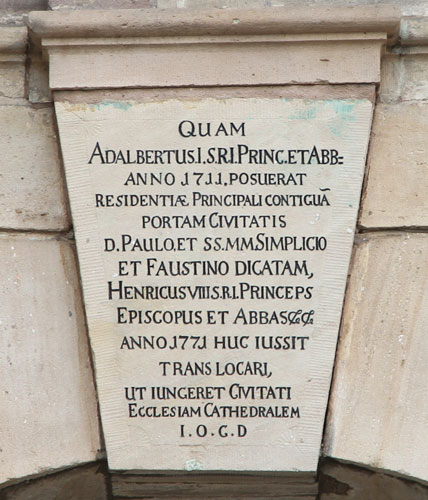 QUAM
ADALBERTUS.I.S.R.I.PRINC.ET ABB=
ANNO .1711. POSUERAT
RESIDENTIÆ PRINCIPALI CONTIGUÃ
PORTAM CIVITATIS
D. PAULO, ET SS.MM SIMPLICIO
ET FAUSTINO DICATAM,
HENRICUS VIII S.R.I. PRINCEPS
EPISCOPUS ET ABBAS &c &c
ANNO .1771 HUC IUSSIT
TRANS LOCARI,
UT IUNGERET CIVITATI
ECCLESIAM CATHEDRALEM
I.O.G.D